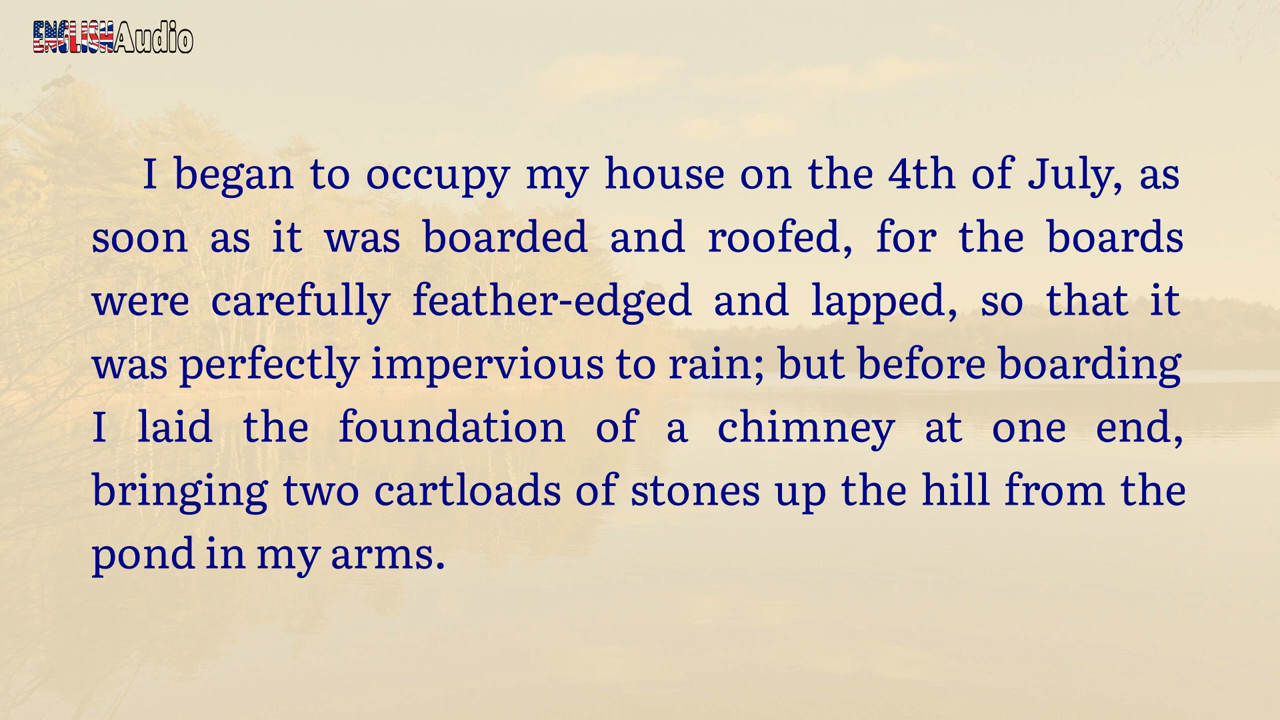 ENGLISHAudio
I began to occupy my house on the 4th of July, as
soon as it was boarded and roofed, for the boards
were carefully feather-edged and lapped, so that it
was perfectly impervious to rain; but before boarding
I laid the foundation of a chimney at one end,
bringing two cartloads of stones up the hill from the
pond in my arms.